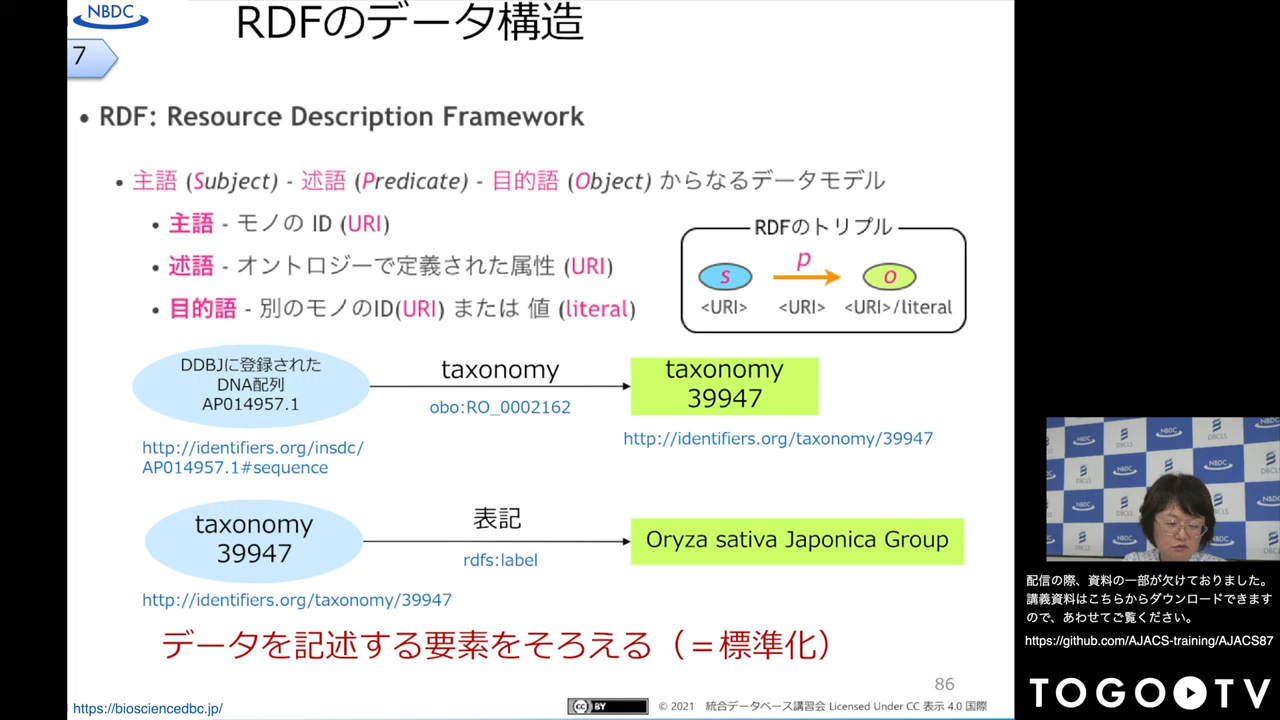 NBDC
RDFのデータ構造
7
• RDF: Resource Description Framework
• 主語 (Subject) - 述語 (Predicate) - 目的語 (Object) からなるデータモデル
• 主語 - モノの ID (URI)
• 述語 - オントロジーで定義された属性 (URI)
• 目的語 - 別のモノのID(URI) または 値 (literal)
RDFのトリプル
s
p
o
<URI>
<URI>
<URI>/literal
DDBJに登録された
DNA配列
AP014957.1
taxonomy
obo:RO_0002162
taxonomy
39947
http://identifiers.org/insdc/
AP014957.1#sequence
http://identifiers.org/taxonomy/39947
taxonomy
39947
表記
rdfs:label
Oryza sativa Japonica Group
http://identifiers.org/taxonomy/39947
データを記述する要素をそろえる（＝標準化）
86
https://biosciencedbc.jp/
cc BY
© 2021 統合データベース講習会 Licensed Under CC 表示 4.0 国際
NBDC
DBCLS
配信の際、資料の一部が欠けておりました。
講義資料はこちらからダウンロードできます
ので、あわせてご覧ください。
https://github.com/AJACS-training/AJACS87
TOGO TV